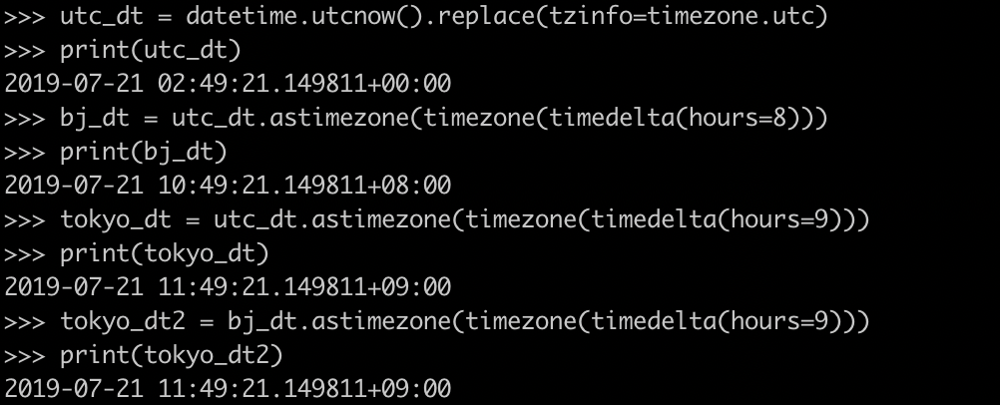 >>> utc_dt = datetime.utcnow().replace(tzinfo=timezone.utc)
>>> print(utc_dt)
2019-07-21 02:49:21.149811+00:00
>>> bj_dt = utc_dt.astimezone(timezone(timedelta(hours=8)))
>>> print(bj_dt)
2019-07-21 10:49:21.149811+08:00
>>> tokyo_dt = utc_dt.astimezone(timezone(timedelta(hours=9)))
>>> print(tokyo_dt)
2019-07-21 11:49:21.149811+09:00
>>> tokyo_dt2 = bj_dt.astimezone(timezone(timedelta(hours=9)))
>>> print(tokyo_dt2)
2019-07-21 11:49:21.149811+09:00